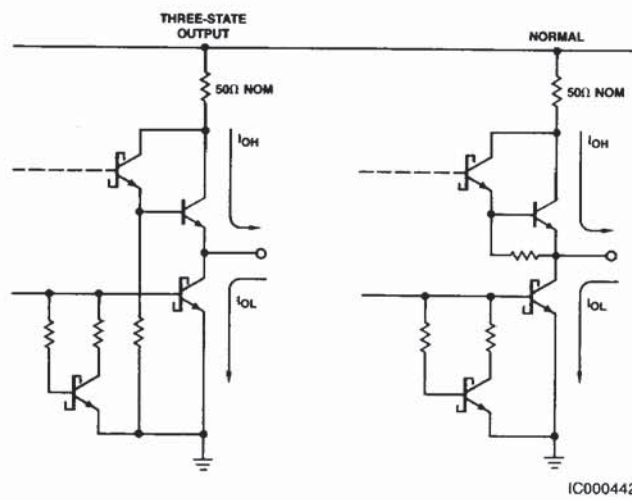 THREE-STATE
OUTPUT
NORMAL
50Ω NOM
50Ω NOM
IOH
IOH
IOL
IOL
IC000442